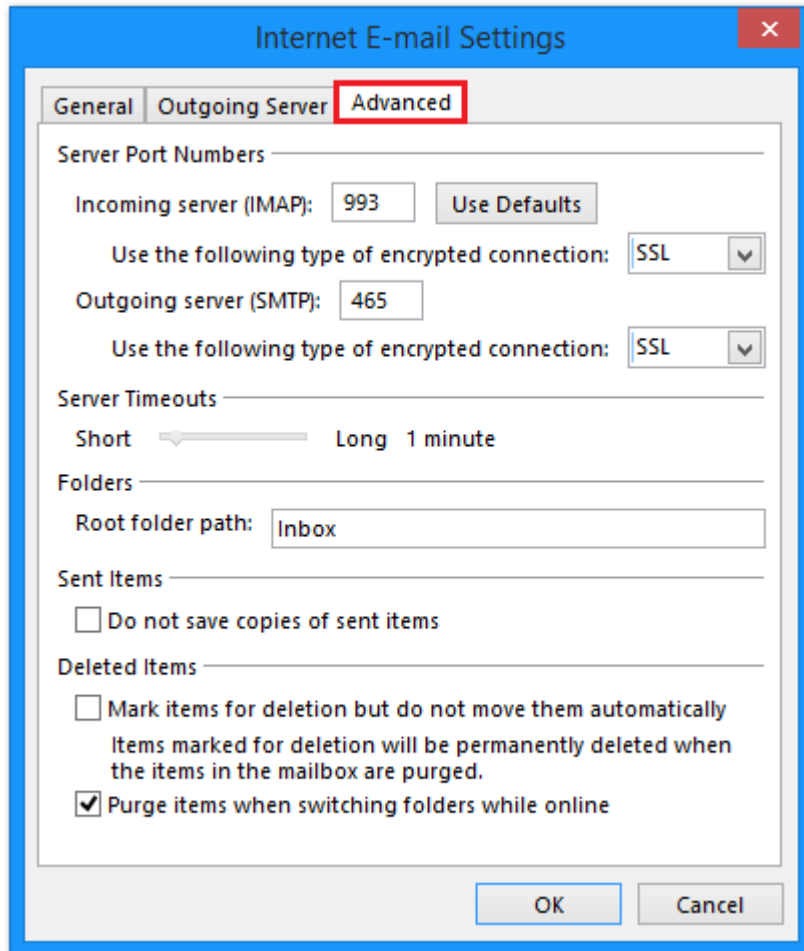 Internet E-mail Settings
General Outgoing Server Advanced
Server Port Numbers
Incoming server (IMAP): 993 Use Defaults
Use the following type of encrypted connection: SSL
Outgoing server (SMTP): 465
Use the following type of encrypted connection: SSL
Server Timeouts
Short Long 1 minute
Folders
Root folder path: Inbox
Sent Items
Do not save copies of sent items
Deleted Items
Mark items for deletion but do not move them automatically
Items marked for deletion will be permanently deleted when
the items in the mailbox are purged.
Purge items when switching folders while online
OK Cancel